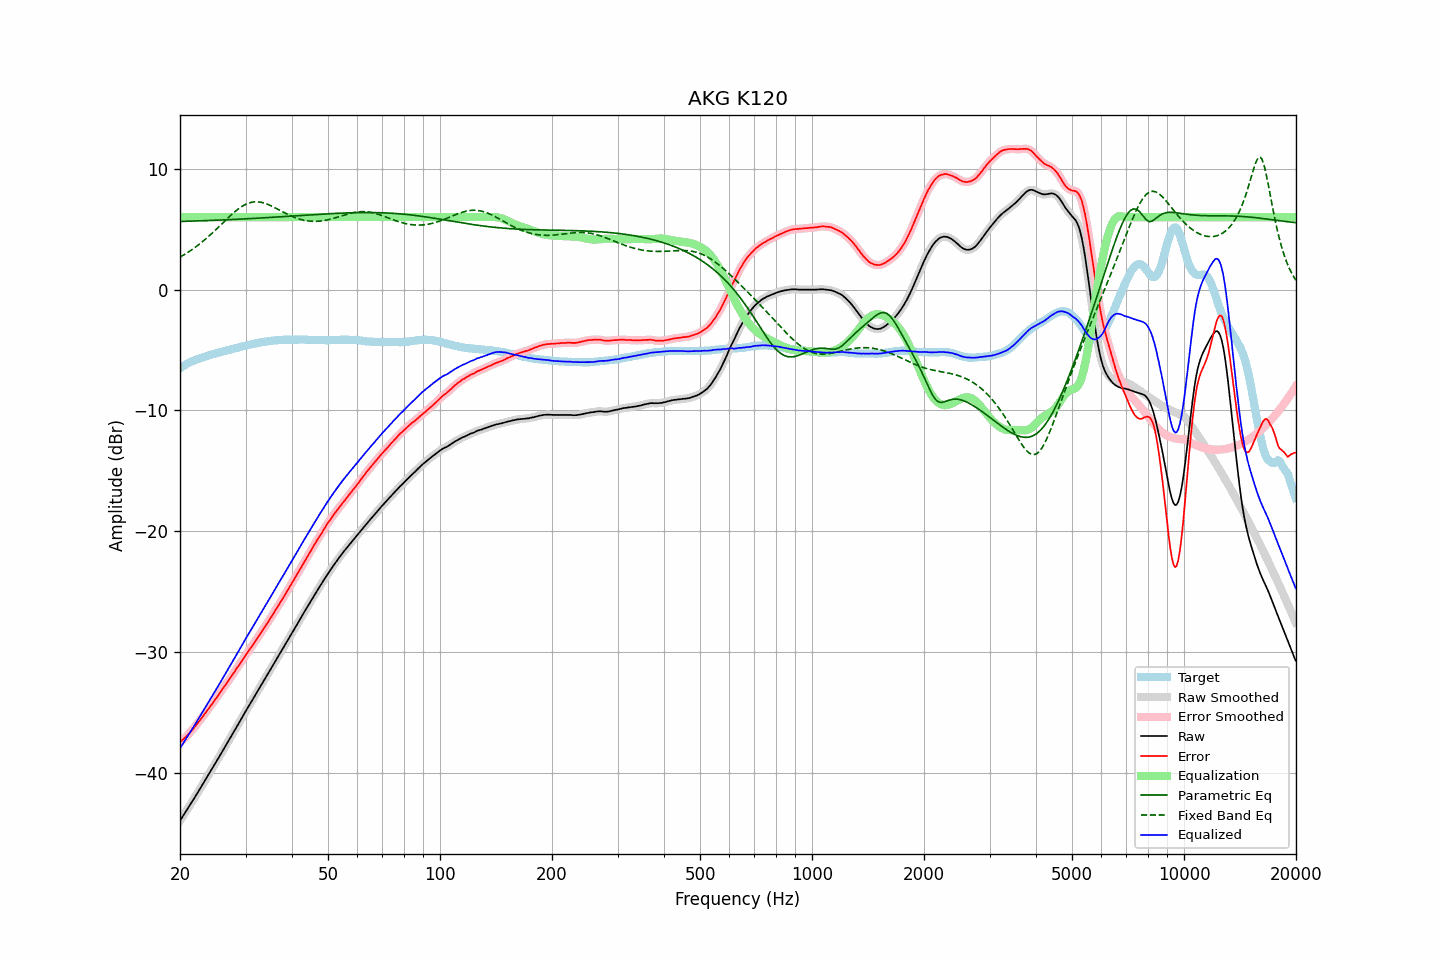 AKG K120
10
0
−10
−20
−30
−40
Amplitude (dBr)
20
50
100
200
500
1000
2000
5000
10000
20000
Frequency (Hz)
Target
Raw Smoothed
Error Smoothed
Raw
Error
Equalization
Parametric Eq
Fixed Band Eq
Equalized